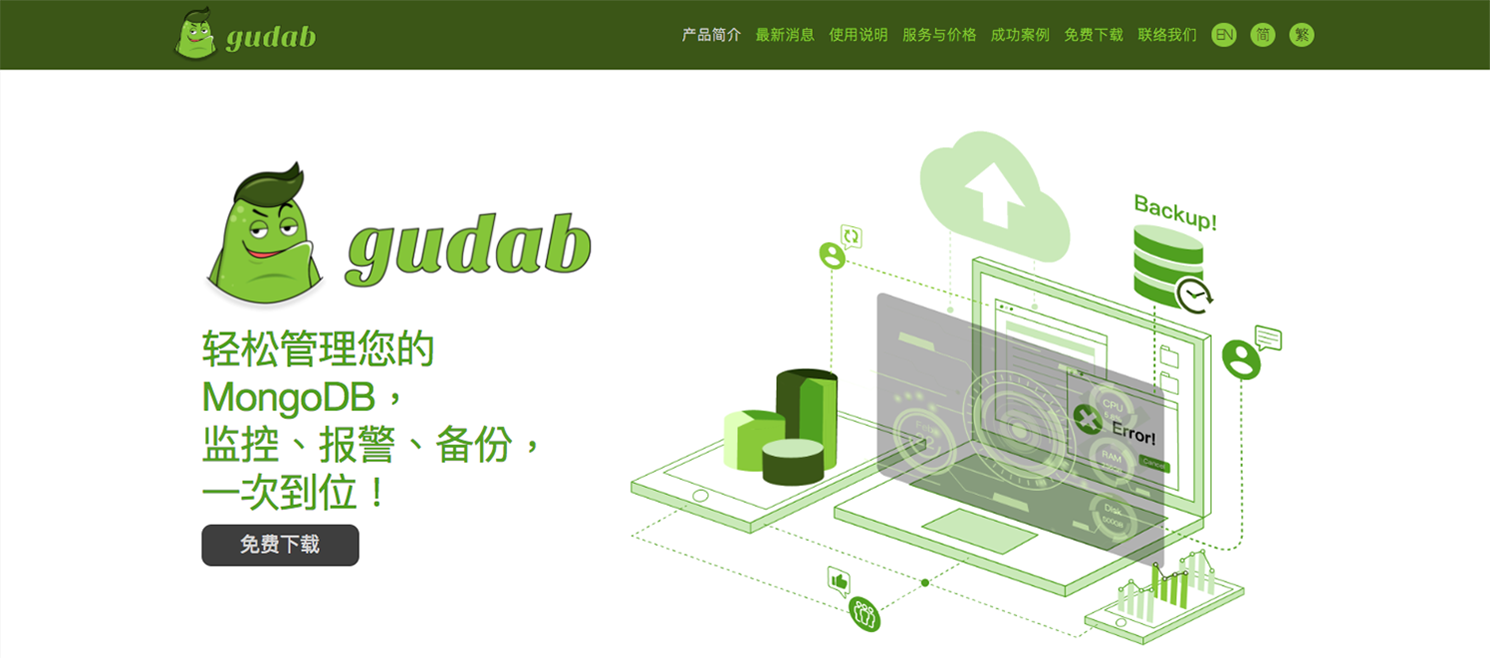 gudab
产品简介 最新消息 使用说明 服务与价格 成功案例 免费下载 联络我们 EN 简 繁
gudab
轻松管理您的
MongoDB，
监控、报警、备份，
一次到位！
免费下载
Backup!
CPU
Error!
RAM
Cancel
Disk
500GB